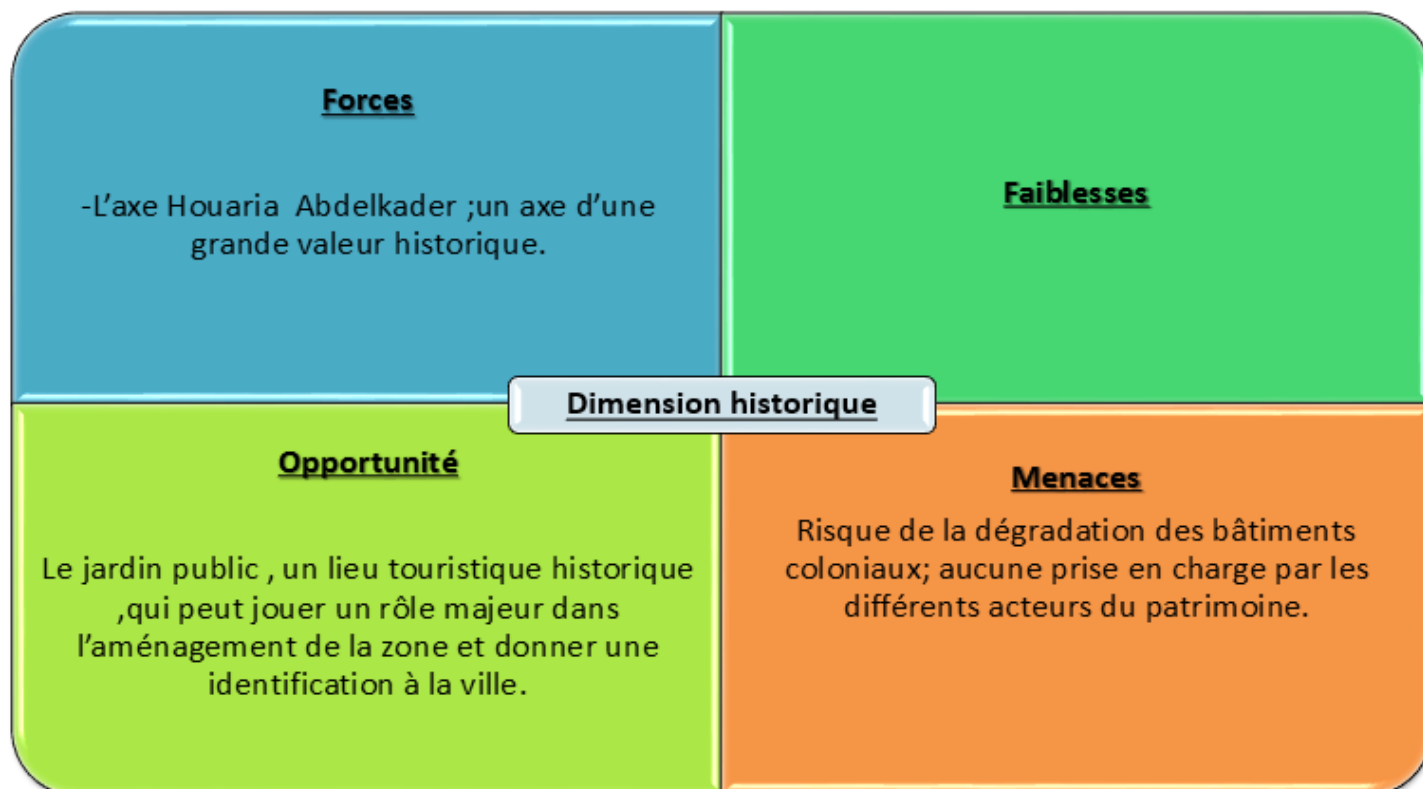 Forces
-L’axe Houaria Abdelkader ;un axe d’une
grande valeur historique.
Faiblesses
Dimension historique
Opportunité
Le jardin public , un lieu touristique historique
,qui peut jouer un rôle majeur dans
l’aménagement de la zone et donner une
identification à la ville.
Menaces
Risque de la dégradation des bâtiments
coloniaux; aucune prise en charge par les
différents acteurs du patrimoine.